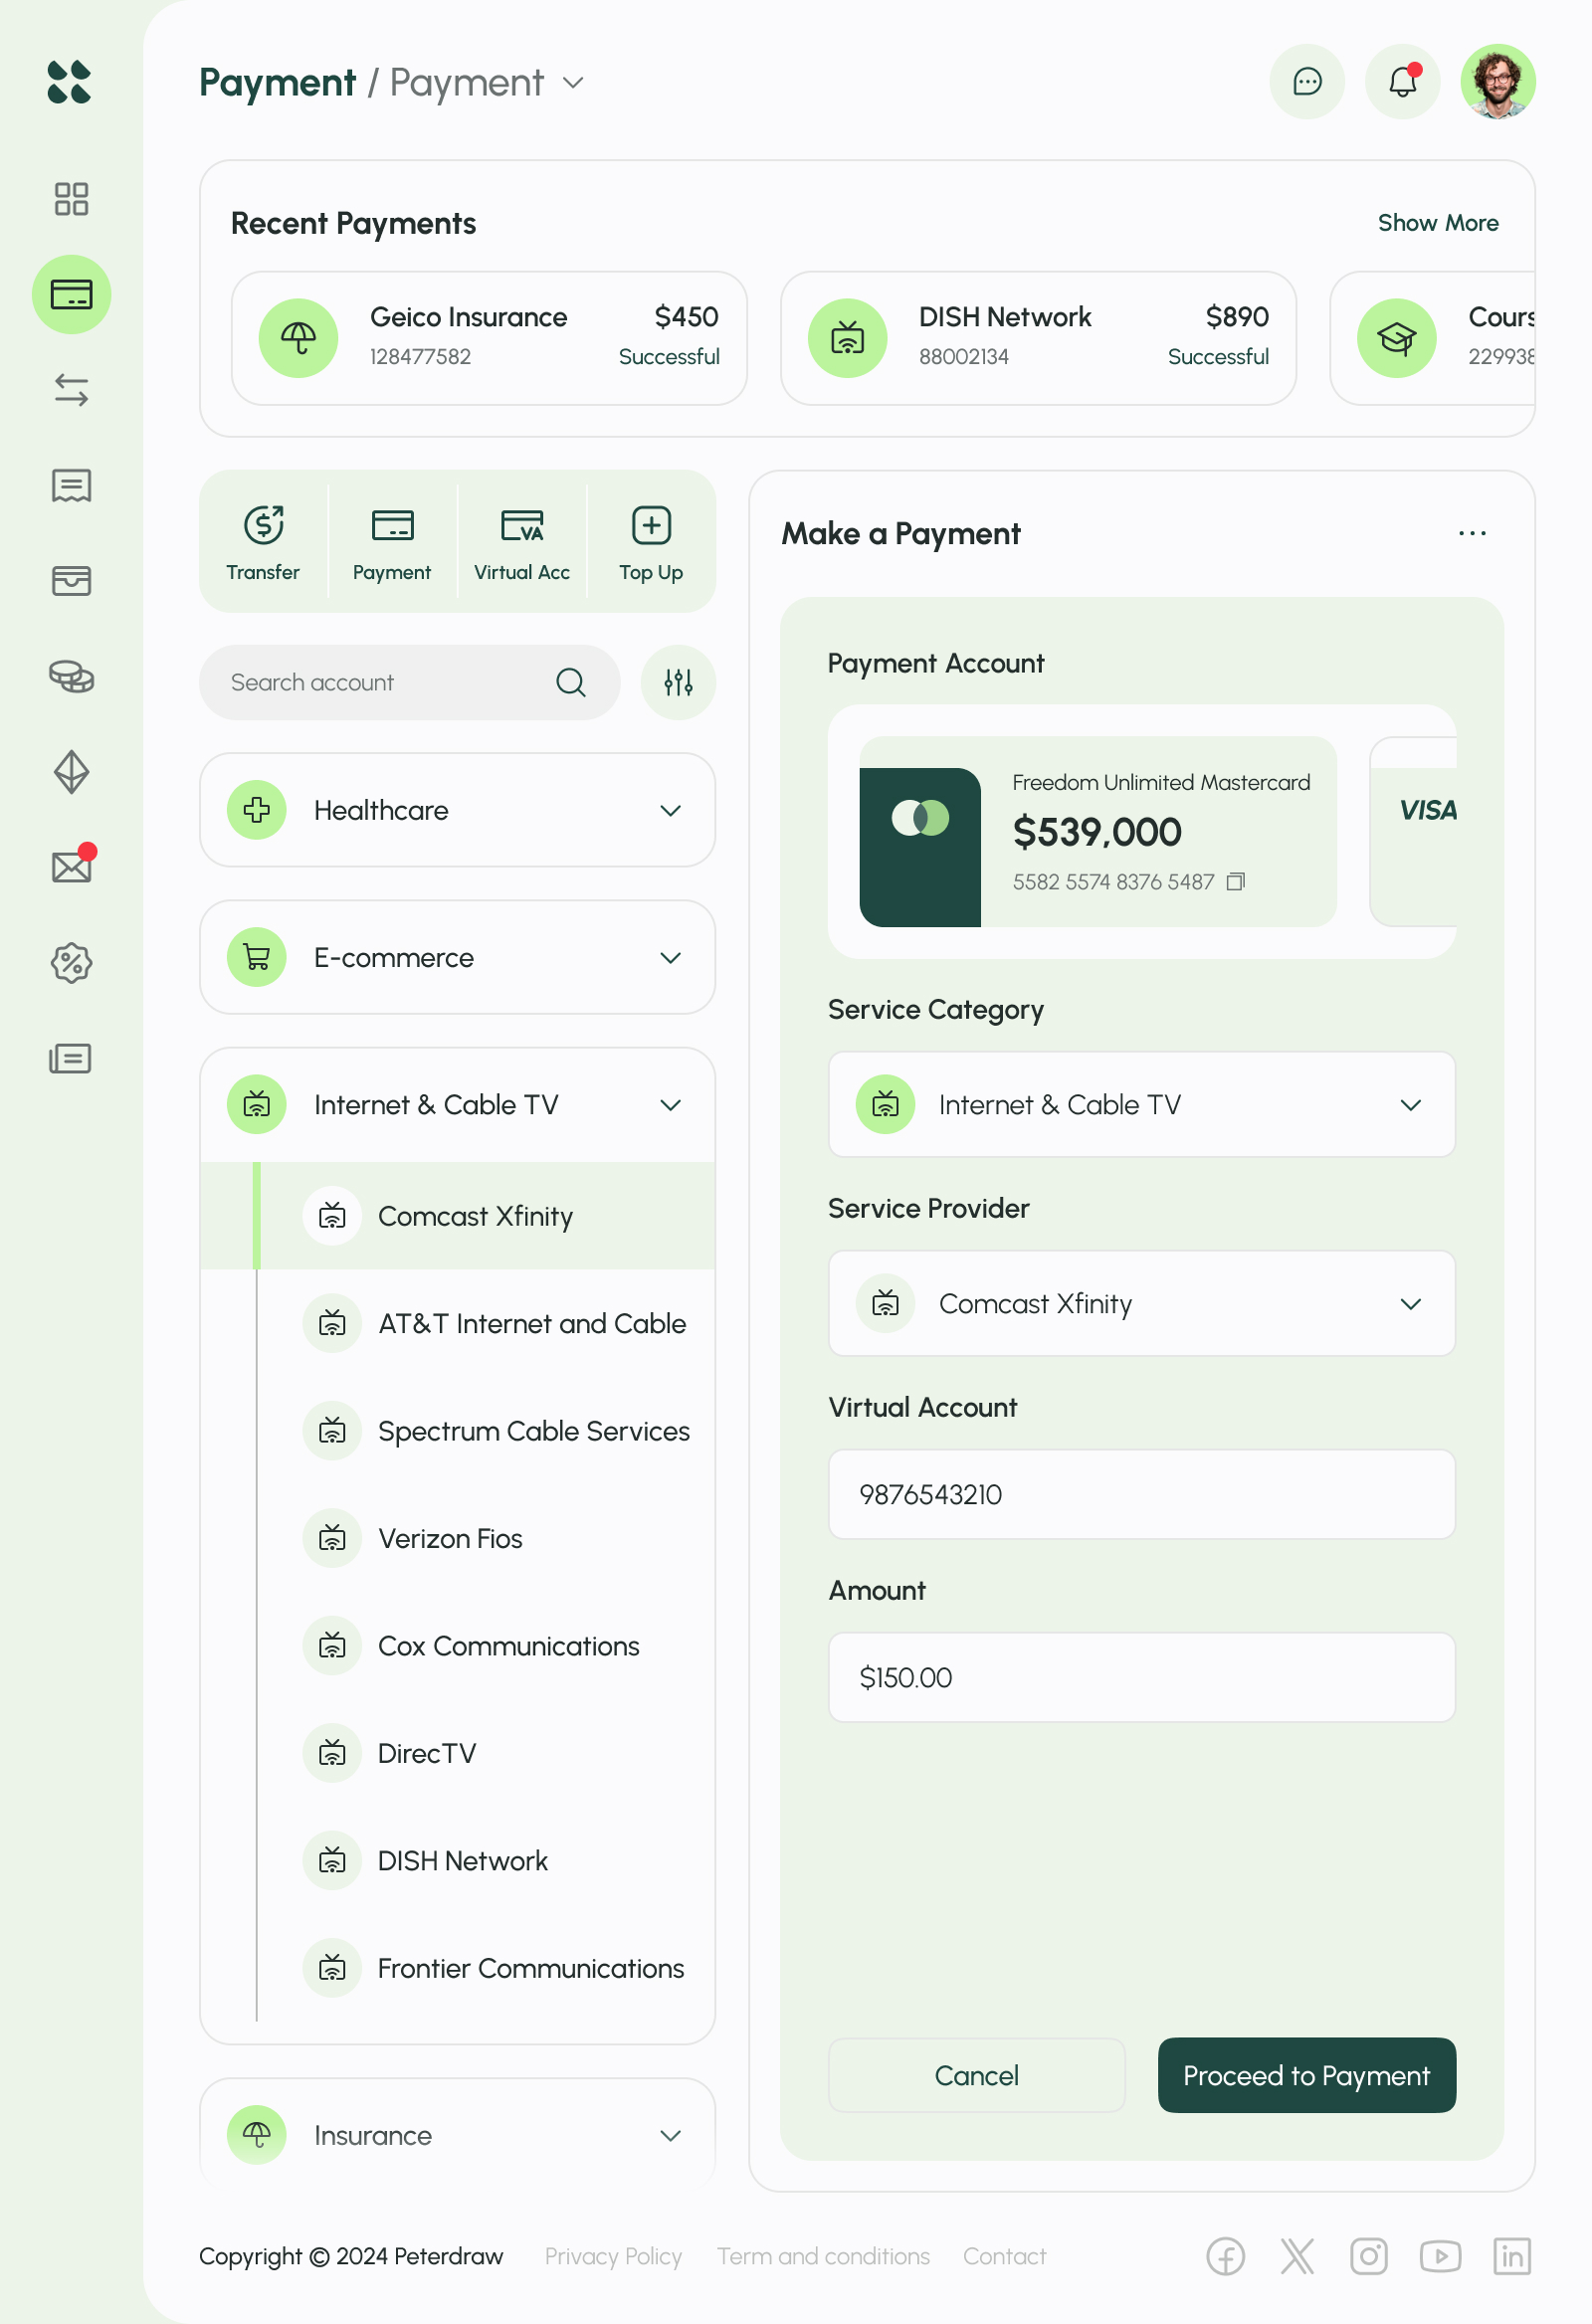 Payment / Payment
Recent Payments
Show More
Geico Insurance
$450
128477582
Successful
DISH Network
$890
88002134
Successful
Cours
229938
Transfer
Payment
VA
Virtual Acc
Top Up
Search account
Healthcare
E-commerce
Internet & Cable TV
Comcast Xfinity
AT&T Internet and Cable
Spectrum Cable Services
Verizon Fios
Cox Communications
DirecTV
DISH Network
Frontier Communications
Insurance
Make a Payment
Payment Account
Freedom Unlimited Mastercard
$539,000
5582 5574 8376 5487
VISA
Service Category
Internet & Cable TV
Service Provider
Comcast Xfinity
Virtual Account
9876543210
Amount
$150.00
Cancel
Proceed to Payment
Copyright © 2024 Peterdraw
Privacy Policy
Term and conditions
Contact